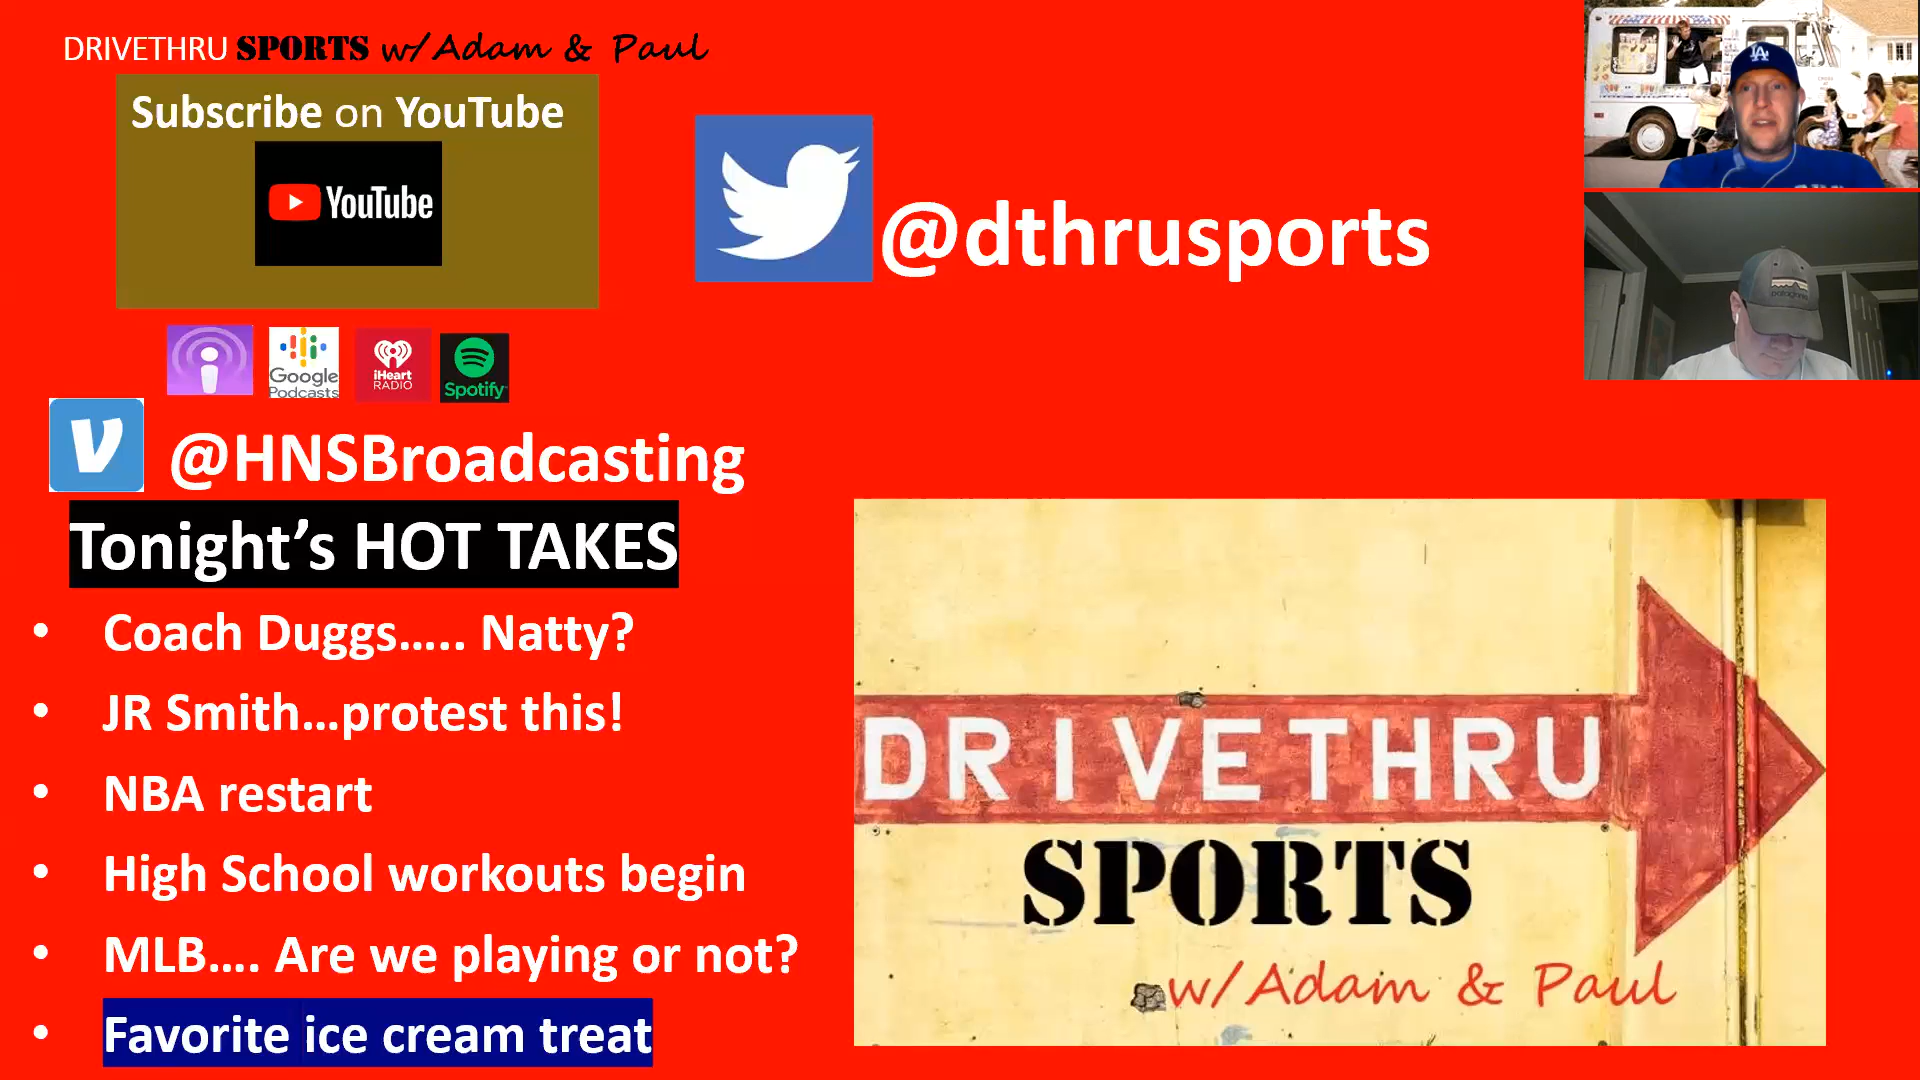 DRIVETHRU SPORTS w/Adam & Paul
Subscribe on YouTube
YouTube
@dthrusports
LA
patagonia
Google
Podcasts
iHeart
RADIO
Spotify
v @HNSBroadcasting
Tonight’s HOT TAKES
• Coach Duggs….. Natty?
• JR Smith…protest this!
• NBA restart
• High School workouts begin
• MLB…. Are we playing or not?
• Favorite ice cream treat
DRIVETHRU
SPORTS
w/Adam & Paul